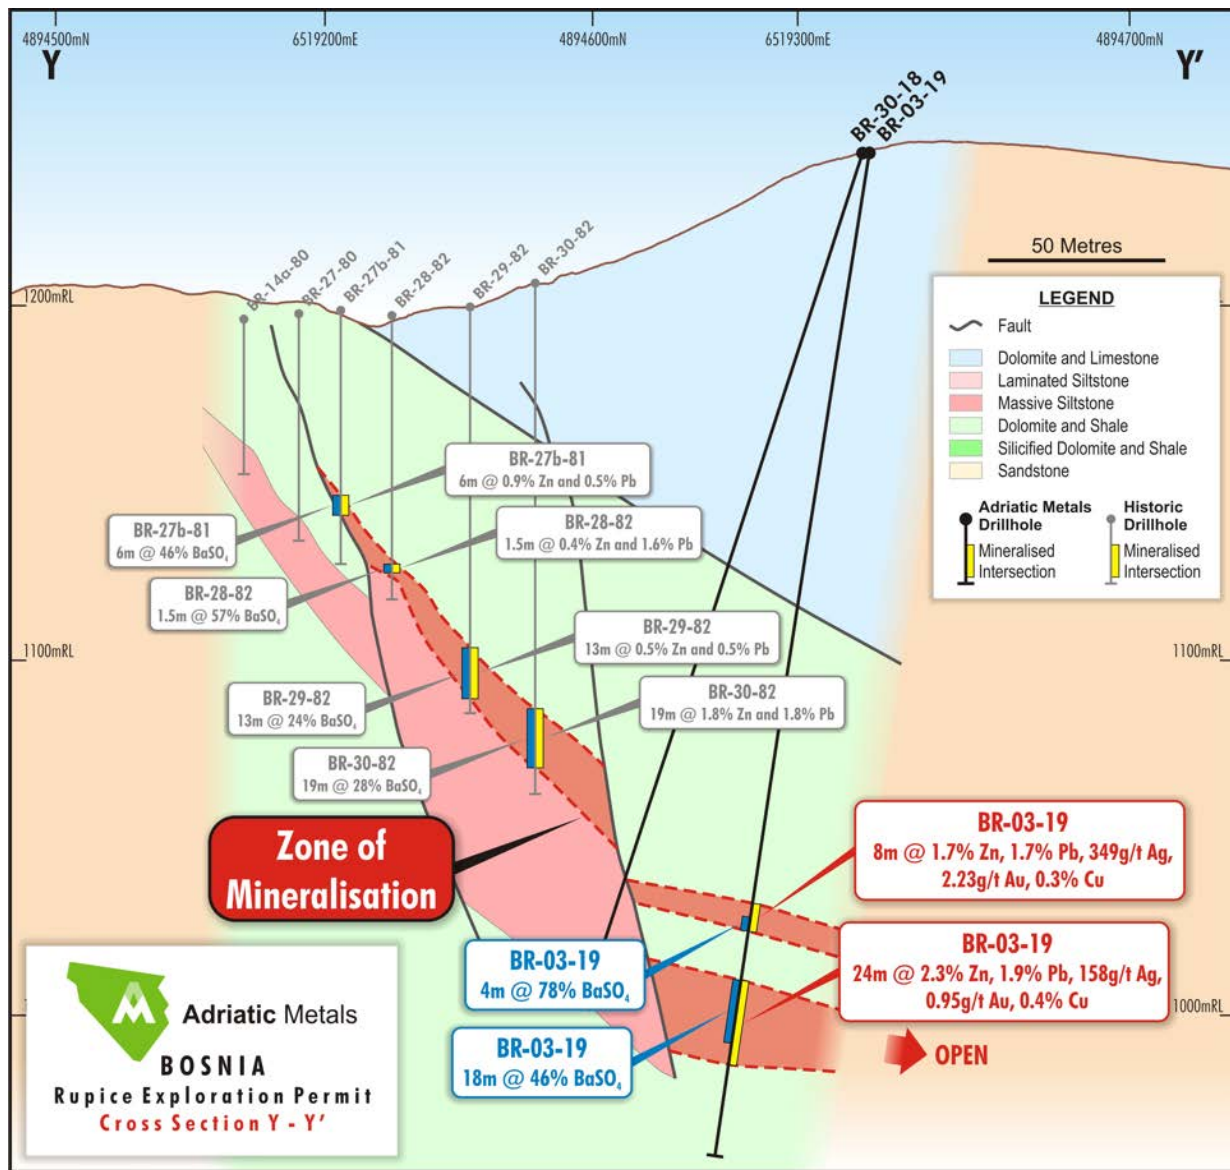 4894500mN
6519200mE
4894600mN
6519300mE
4894700mN
Y
Y'
BR-30-18
BR-03-19
BR-14a-80
BR-27-80
BR-27b-81
BR-28-82
BR-29-82
BR-30-82
50 Metres
1200mRL
LEGEND
Fault
Dolomite and Limestone
Laminated Siltstone
Massive Siltstone
Dolomite and Shale
Silicified Dolomite and Shale
Sandstone
Adriatic Metals
Drillhole
Mineralised
Intersection
Historic
Drillhole
Mineralised
Intersection
BR-27b-81
6m @ 0.9% Zn and 0.5% Pb
BR-27b-81
6m @ 46% BaSO₄
BR-28-82
1.5m @ 0.4% Zn and 1.6% Pb
BR-28-82
1.5m @ 57% BaSO₄
BR-29-82
13m @ 0.5% Zn and 0.5% Pb
1100mRL
1100mRL
BR-29-82
13m @ 24% BaSO₄
BR-30-82
19m @ 1.8% Zn and 1.8% Pb
BR-30-82
19m @ 28% BaSO₄
Zone of
Mineralisation
BR-03-19
8m @ 1.7% Zn, 1.7% Pb, 349g/t Ag,
2.23g/t Au, 0.3% Cu
BR-03-19
4m @ 78% BaSO₄
BR-03-19
24m @ 2.3% Zn, 1.9% Pb, 158g/t Ag,
0.95g/t Au, 0.4% Cu
1000mRL
BR-03-19
18m @ 46% BaSO₄
OPEN
Adriatic Metals
BOSNIA
Rupice Exploration Permit
Cross Section Y - Y'